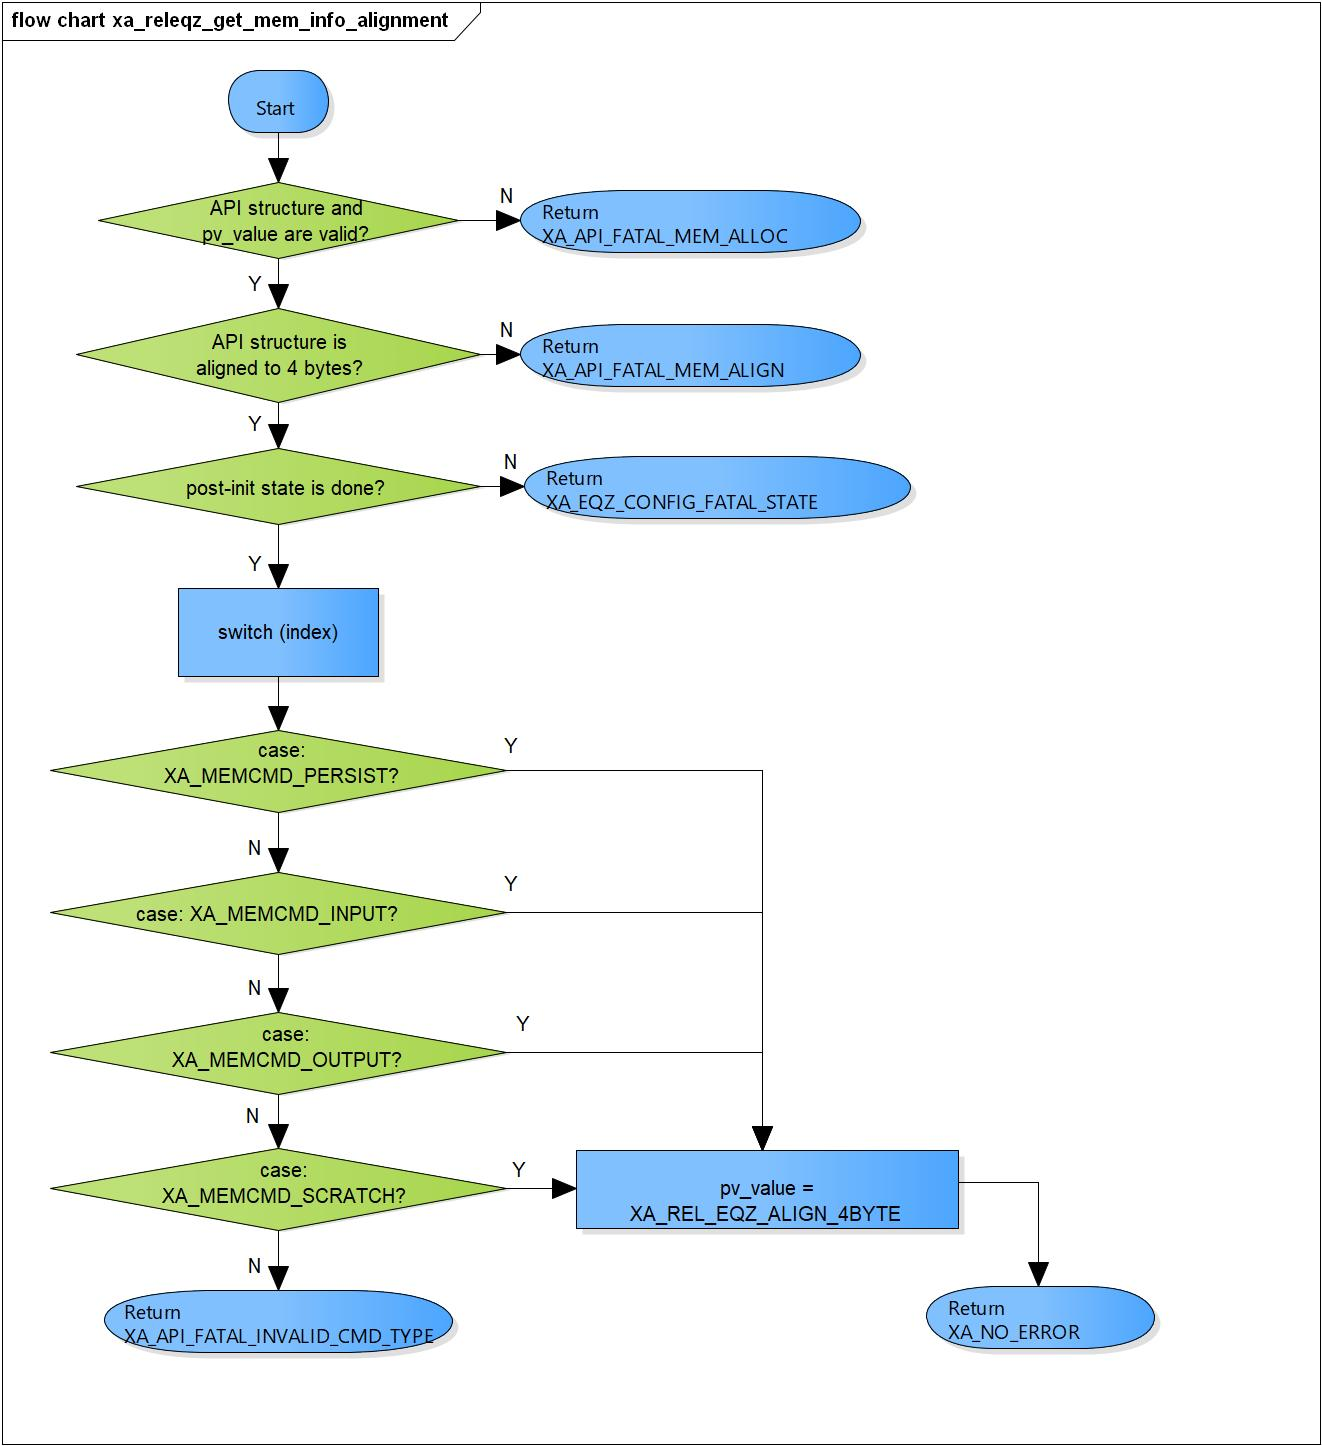 flow chart xa_releqz_get_mem_info_alignment
Start
API structure and
pv_value are valid?
N
Return
XA_API_FATAL_MEM_ALLOC
Y
API structure is
aligned to 4 bytes?
N
Return
XA_API_FATAL_MEM_ALIGN
Y
post-init state is done?
N
Return
XA_EQZ_CONFIG_FATAL_STATE
Y
switch (index)
case:
XA_MEMCMD_PERSIST?
Y
N
case: XA_MEMCMD_INPUT?
Y
N
case:
XA_MEMCMD_OUTPUT?
Y
N
case:
XA_MEMCMD_SCRATCH?
Y
pv_value =
XA_REL_EQZ_ALIGN_4BYTE
N
Return
XA_API_FATAL_INVALID_CMD_TYPE
Return
XA_NO_ERROR